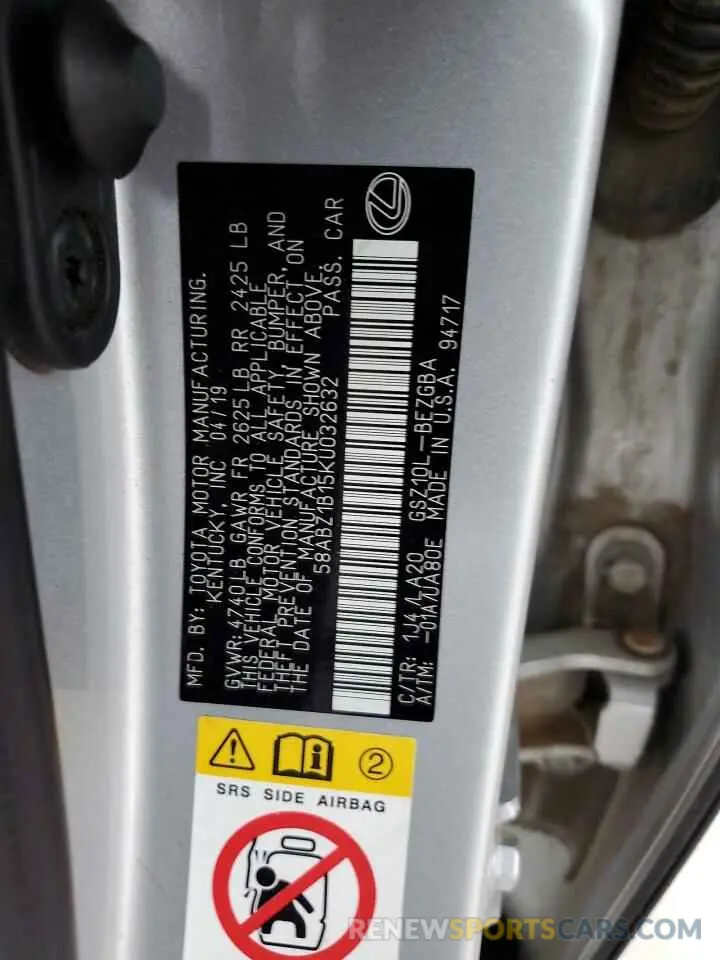 MFD. BY: TOYOTA MOTOR MANUFACTURING.
KENTUCKY, INC 04/19
GVWR: 4740LB GAWR FR 2625 LB RR 2425 LB
THIS VEHICLE CONFORMS TO ALL APPLICABLE
FEDERAL MOTOR VEHICLE SAFETY, BUMPER, AND
THEFT PREVENTION STANDARDS IN EFFECT ON
THE DATE OF MANUFACTURE SHOWN ABOVE.
58ABZ1B15KU032632 PASS. CAR
C/TR: 1J4/LA20 GSZ10L-BEZGBA
A/TM: -01A/UA80E MADE IN U.S.A. 94717
2
SRS SIDE AIRBAG
RENEWSPORTSCARS.COM